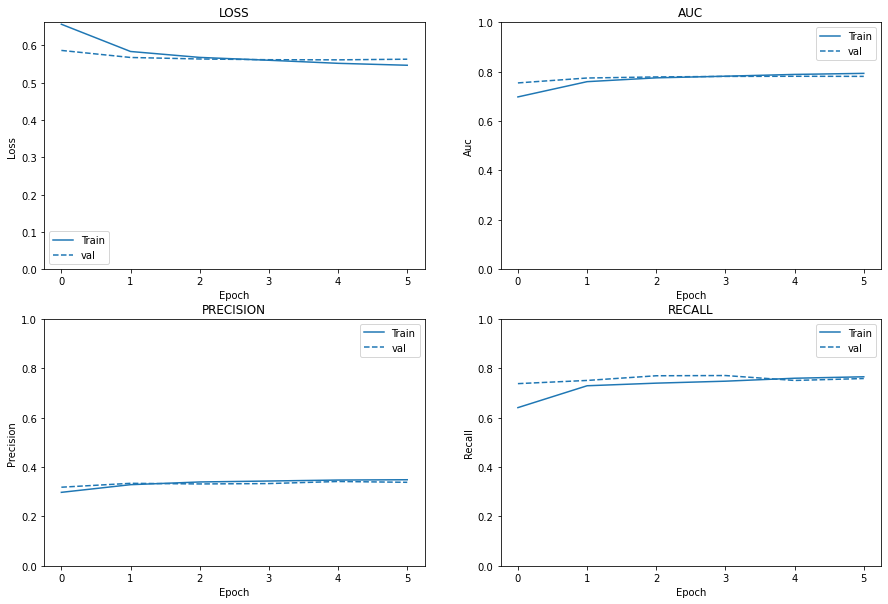 LOSS
Loss
0.6
0.5
0.4
0.3
0.2
0.1
0.0
Train
val
0 1 2 3 4 5
Epoch
AUC
Auc
1.0
0.8
0.6
0.4
0.2
0.0
Train
val
0 1 2 3 4 5
Epoch
PRECISION
Precision
1.0
0.8
0.6
0.4
0.2
0.0
Train
val
0 1 2 3 4 5
Epoch
RECALL
Recall
1.0
0.8
0.6
0.4
0.2
0.0
Train
val
0 1 2 3 4 5
Epoch